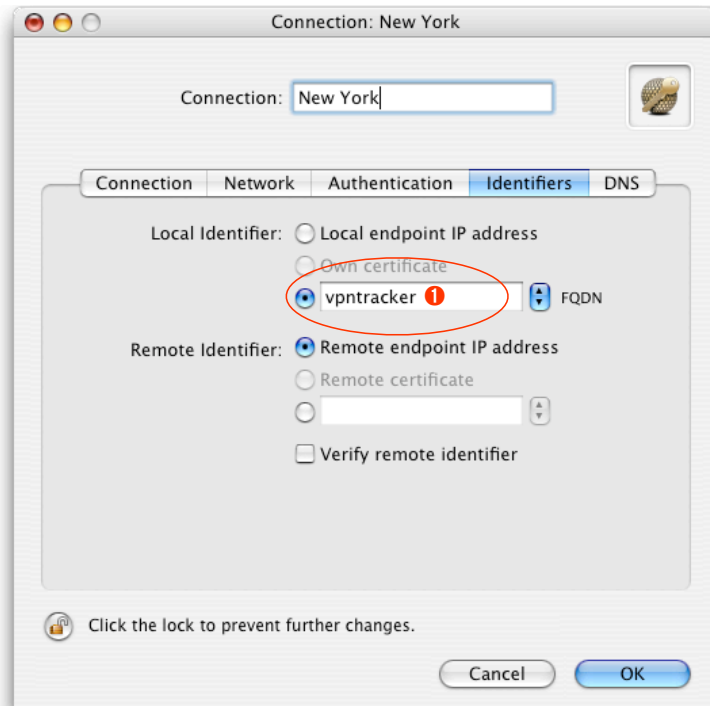 Connection: New York
Connection: New York
Connection Network Authentication Identifiers DNS
Local Identifier: Local endpoint IP address
Own certificate
vpntracker 1 FQDN
Remote Identifier: Remote endpoint IP address
Remote certificate
Verify remote identifier
Click the lock to prevent further changes.
Cancel OK